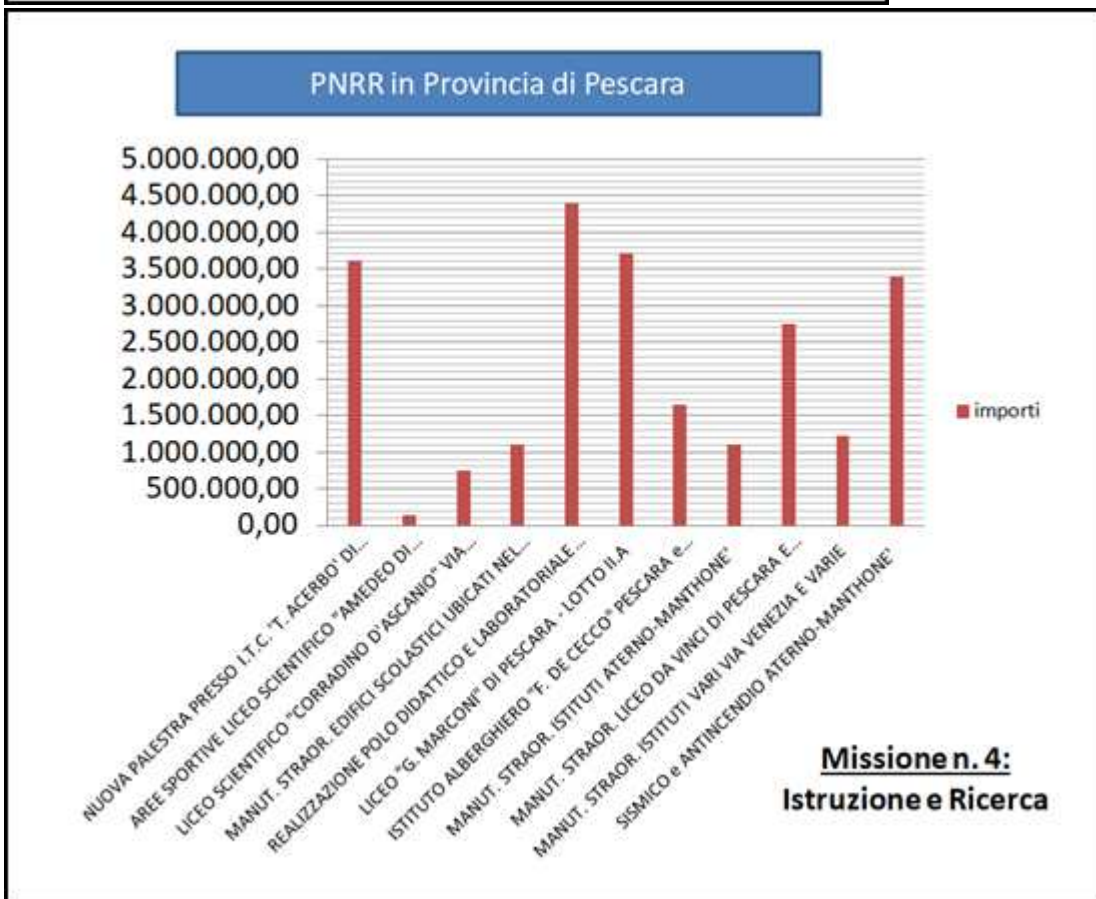 PNRR in Provincia di Pescara
5.000.000,00
4.500.000,00
4.000.000,00
3.500.000,00
3.000.000,00
2.500.000,00
2.000.000,00
1.500.000,00
1.000.000,00
500.000,00
0,00
importi
NUOVA PALESTRA PRESSO I.T.C. "T. ACERBO' DI...
AREE SPORTIVE LICEO SCIENTIFICO "AMEDEO DI...
LICEO SCIENTIFICO "CORRADINO D'ASCANIO" VIA...
MANUT. STRAOR. EDIFICI SCOLASTICI UBICATI NEL...
REALIZZAZIONE POLO DIDATTICO E LABORATORIALE...
LICEO "G. MARCONI" DI PESCARA - LOTTO II.A
ISTITUTO ALBERGHIERO "F. DE CECCO" PESCARA e...
MANUT. STRAOR. ISTITUTI ATERNO-MANTHONE'
MANUT. STRAOR. LICEO DA VINCI DI PESCARA E...
MANUT. STRAOR. ISTITUTI VARI VIA VENEZIA E VARIE
SISMICO e ANTINCENDIO ATERNO-MANTHONE'
Missione n. 4:
Istruzione e Ricerca